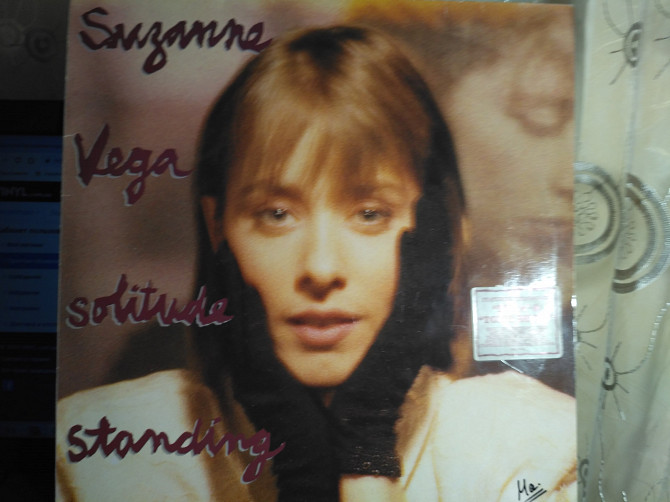 Suzanne
Vega
solitude
standing